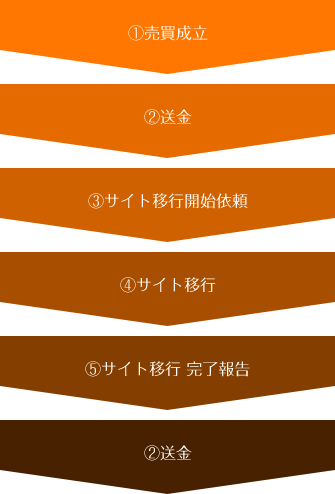 ①売買成立
②送金
③サイト移行開始依頼
④サイト移行
⑤サイト移行 完了報告
②送金